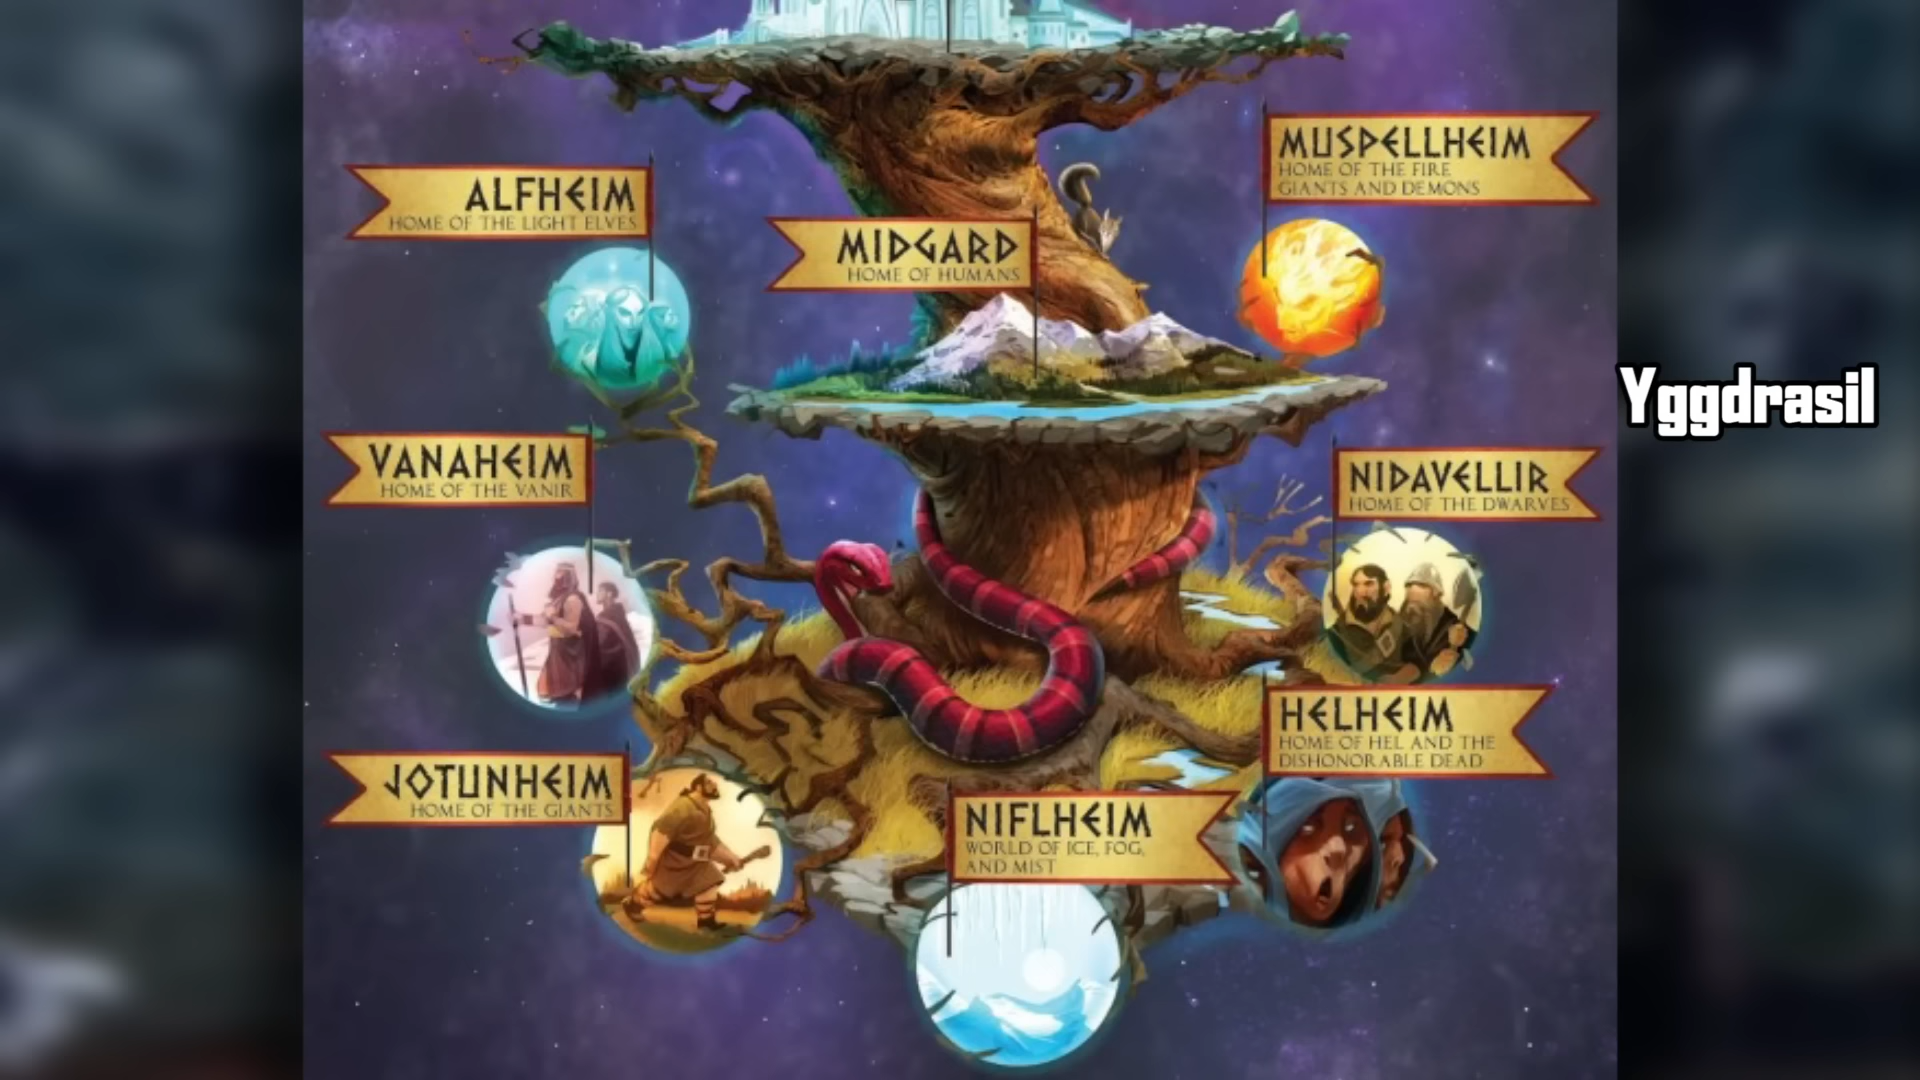 MUSPELLHEIM
HOME OF THE FIRE
GIANTS AND DEMONS
ALFHEIM
HOME OF THE LIGHT ELVES
MIDGARD
HOME OF HUMANS
Yggdrasil
VANAHEIM
HOME OF THE VANIR
NIDAVELLIR
HOME OF THE DWARVES
HELHEIM
HOME OF HEL AND THE
DISHONORABLE DEAD
JOTUNHEIM
HOME OF THE GIANTS
NIFLHEIM
WORLD OF ICE, FOG,
AND MIST